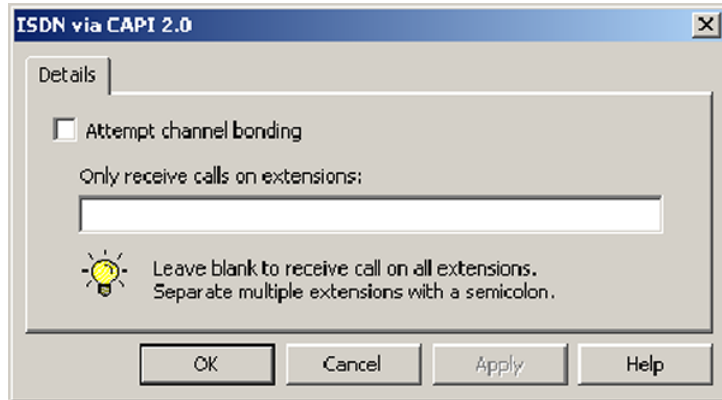 ISDN via CAPI 2.0
Details
Attempt channel bonding
Only receive calls on extensions:
Leave blank to receive call on all extensions.
Separate multiple extensions with a semicolon.
OK Cancel Apply Help